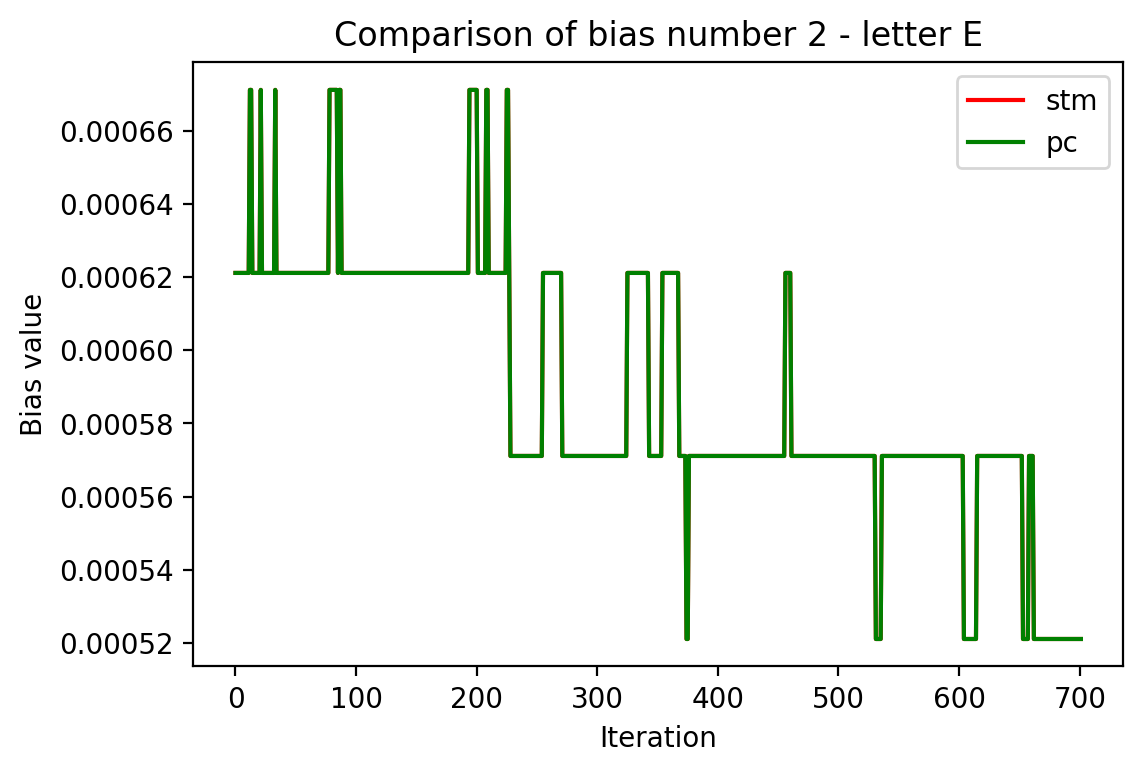 Comparison of bias number 2 - letter E
stm
pc
0.00066
0.00064
0.00062
0.00060
0.00058
0.00056
0.00054
0.00052
Bias value
0 100 200 300 400 500 600 700
Iteration